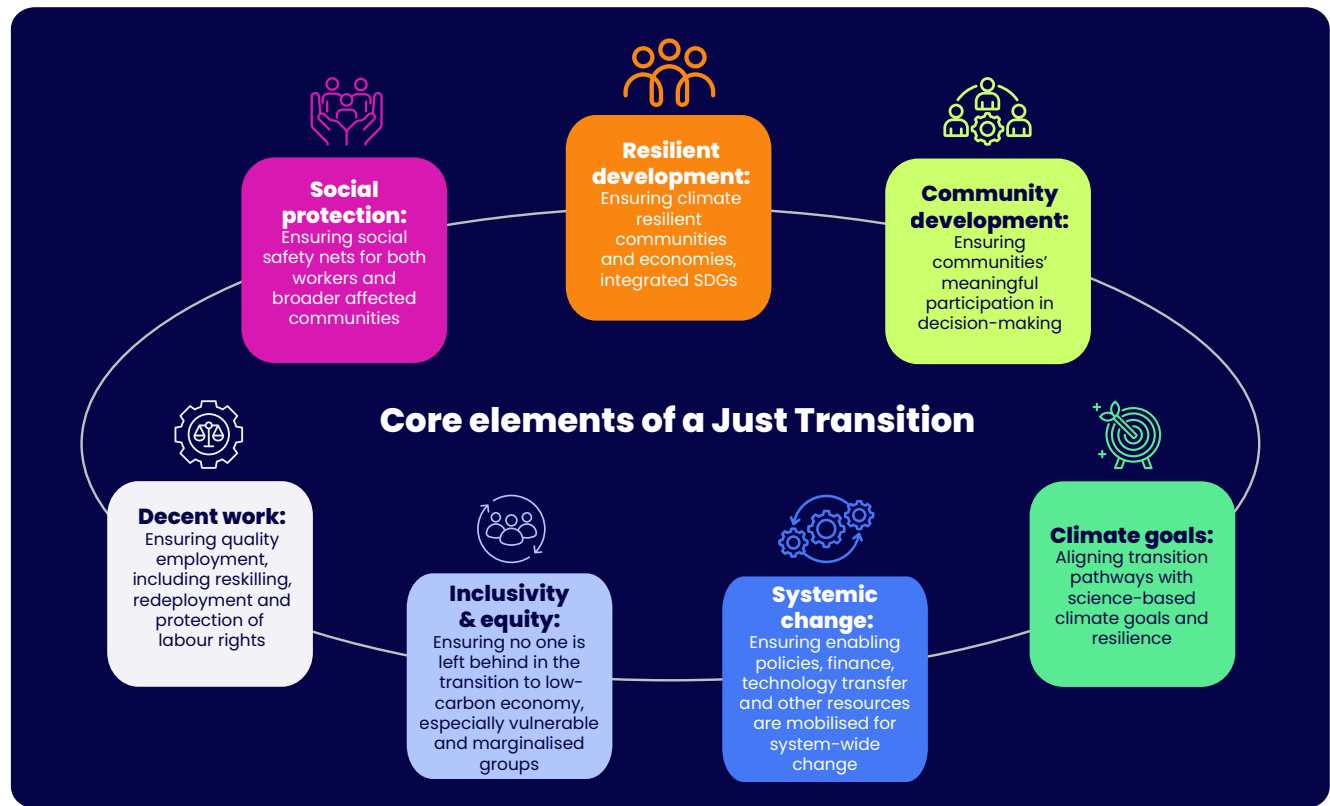 Social
protection:
Ensuring social
safety nets for both
workers and
broader affected
communities
Resilient
development:
Ensuring climate
resilient
communities
and economies,
integrated SDGs
Community
development:
Ensuring
communities’
meaningful
participation in
decision-making
Core elements of a Just Transition
Decent work:
Ensuring quality
employment,
including reskilling,
redeployment and
protection of
labour rights
Inclusivity
& equity:
Ensuring no one is
left behind in the
transition to low-
carbon economy,
especially vulnerable
and marginalised
groups
Systemic
change:
Ensuring enabling
policies, finance,
technology transfer
and other resources
are mobilised for
system-wide
change
Climate goals:
Aligning transition
pathways with
science-based
climate goals and
resilience